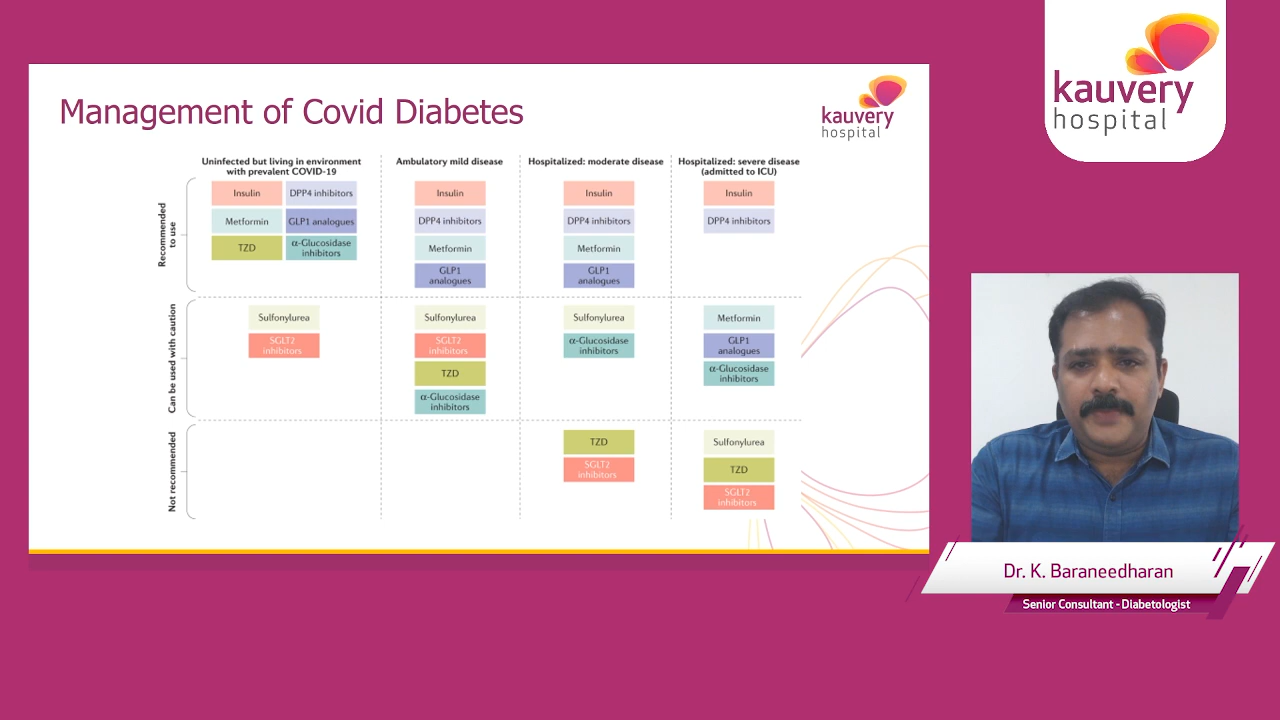 Management of Covid Diabetes
kauvery
hospital
kauvery
hospital
Uninfected but living in environment
with prevalent COVID-19
Ambulatory mild disease
Hospitalized: moderate disease
Hospitalized: severe disease
(admitted to ICU)
Recommended
to use
Insulin
DPP4 inhibitors
Metformin
GLP1 analogues
TZD
α-Glucosidase
inhibitors
Insulin
DPP4 inhibitors
Metformin
GLP1
analogues
Insulin
DPP4 inhibitors
Metformin
GLP1
analogues
Insulin
DPP4 inhibitors
Can be used with caution
Sulfonylurea
SGLT2
inhibitors
Sulfonylurea
SGLT2
inhibitors
TZD
α-Glucosidase
inhibitors
Sulfonylurea
α-Glucosidase
inhibitors
Metformin
GLP1
analogues
α-Glucosidase
inhibitors
Not recommended
TZD
SGLT2
inhibitors
Sulfonylurea
TZD
SGLT2
inhibitors
Dr. K. Baraneedharan
Senior Consultant - Diabetologist